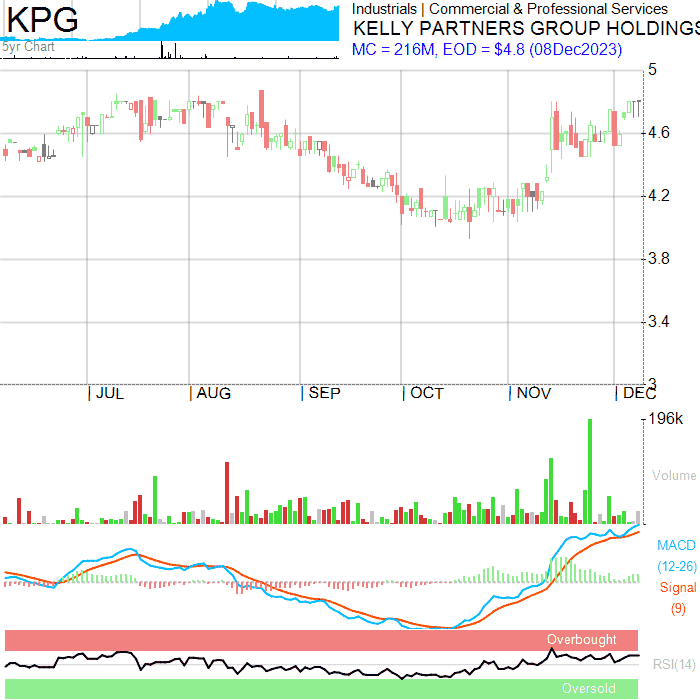 KPG
5yr Chart
Industrials | Commercial & Professional Services
KELLY PARTNERS GROUP HOLDINGS
MC = 216M, EOD = $4.8 (08Dec2023)
5
4.6
4.2
3.8
3.4
3
JUL
AUG
SEP
OCT
NOV
DEC
196K
Volume
MACD
(12-26)
Signal
(9)
Overbought
RSI(14)
Oversold